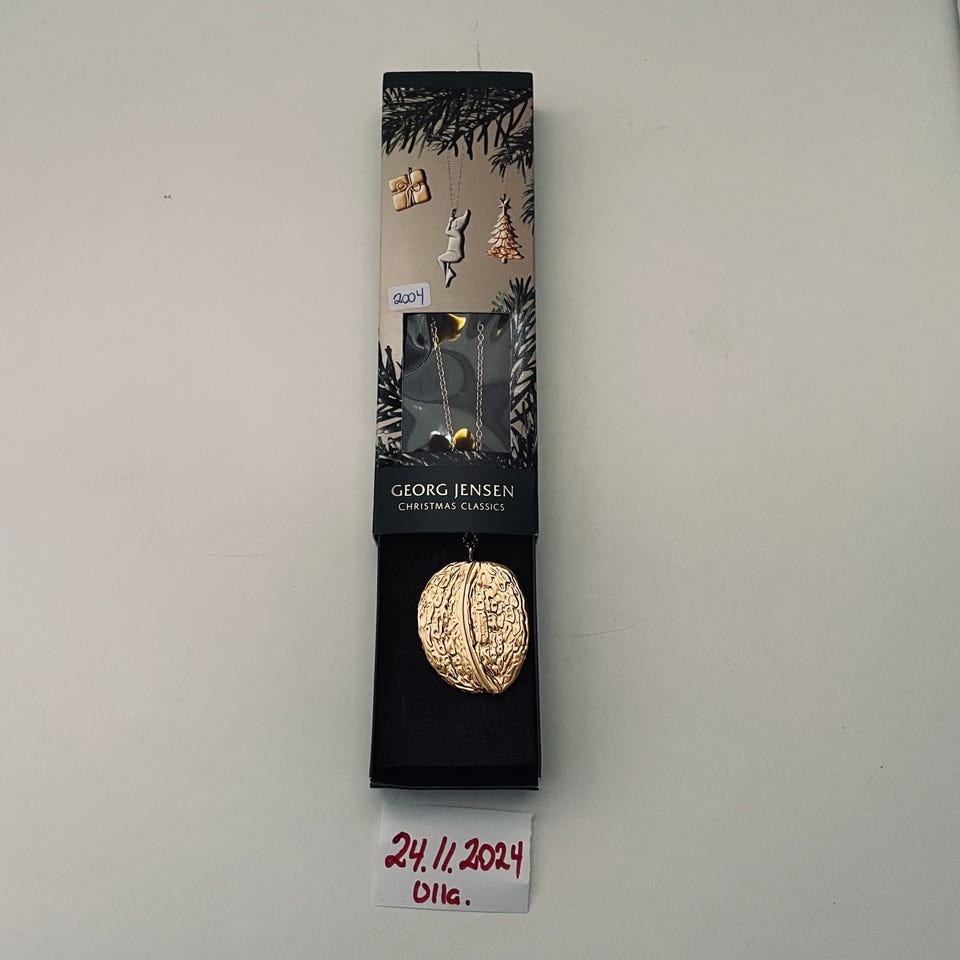 2004
GEORG JENSEN
CHRISTMAS CLASSICS
24.11.2024
Ulla.